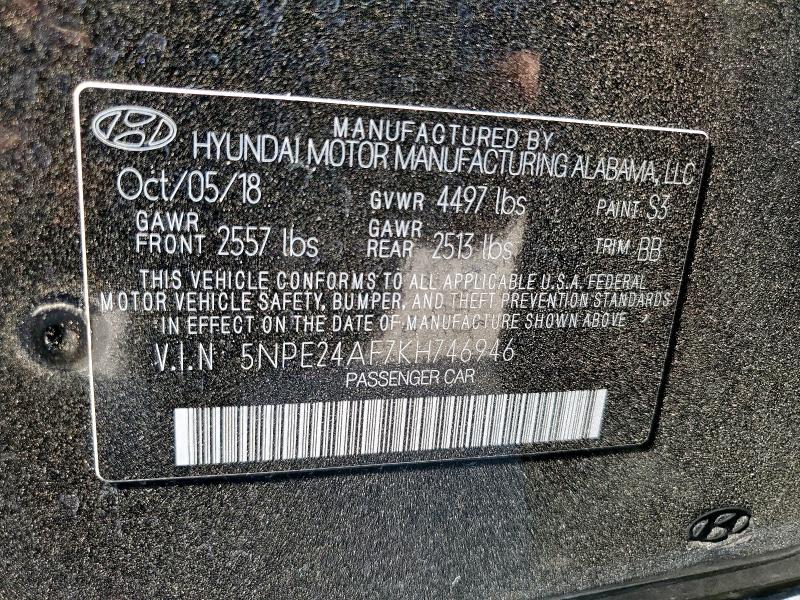 MANUFACTURED BY
HYUNDAI MOTOR MANUFACTURING ALABAMA, LLC
Oct/05/18 GVWR 4497 lbs PAINT S3
GAWR FRONT 2557 lbs GAWR REAR 2513 lbs TRIM BB
THIS VEHICLE CONFORMS TO ALL APPLICABLE U.S.A. FEDERAL
MOTOR VEHICLE SAFETY, BUMPER, AND THEFT PREVENTION STANDARDS
IN EFFECT ON THE DATE OF MANUFACTURE SHOWN ABOVE
V.I.N 5NPE24AF7KH746946
PASSENGER CAR